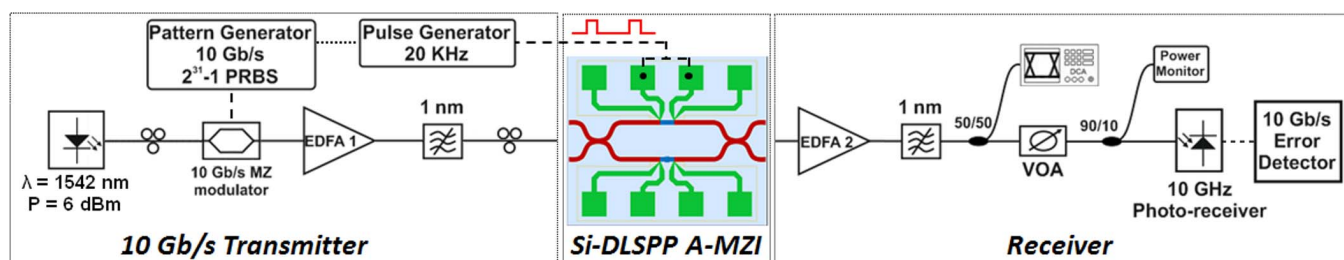 Pattern Generator
10 Gb/s
2³¹-1 PRBS
Pulse Generator
20 KHz
λ = 1542 nm
P = 6 dBm
10 Gb/s MZ
modulator
EDFA 1
1 nm
10 Gb/s Transmitter
Si-DLSPP A-MZI
EDFA 2
1 nm
50/50
DCA
VOA
90/10
Power
Monitor
10 GHz
Photo-receiver
10 Gb/s
Error
Detector
Receiver